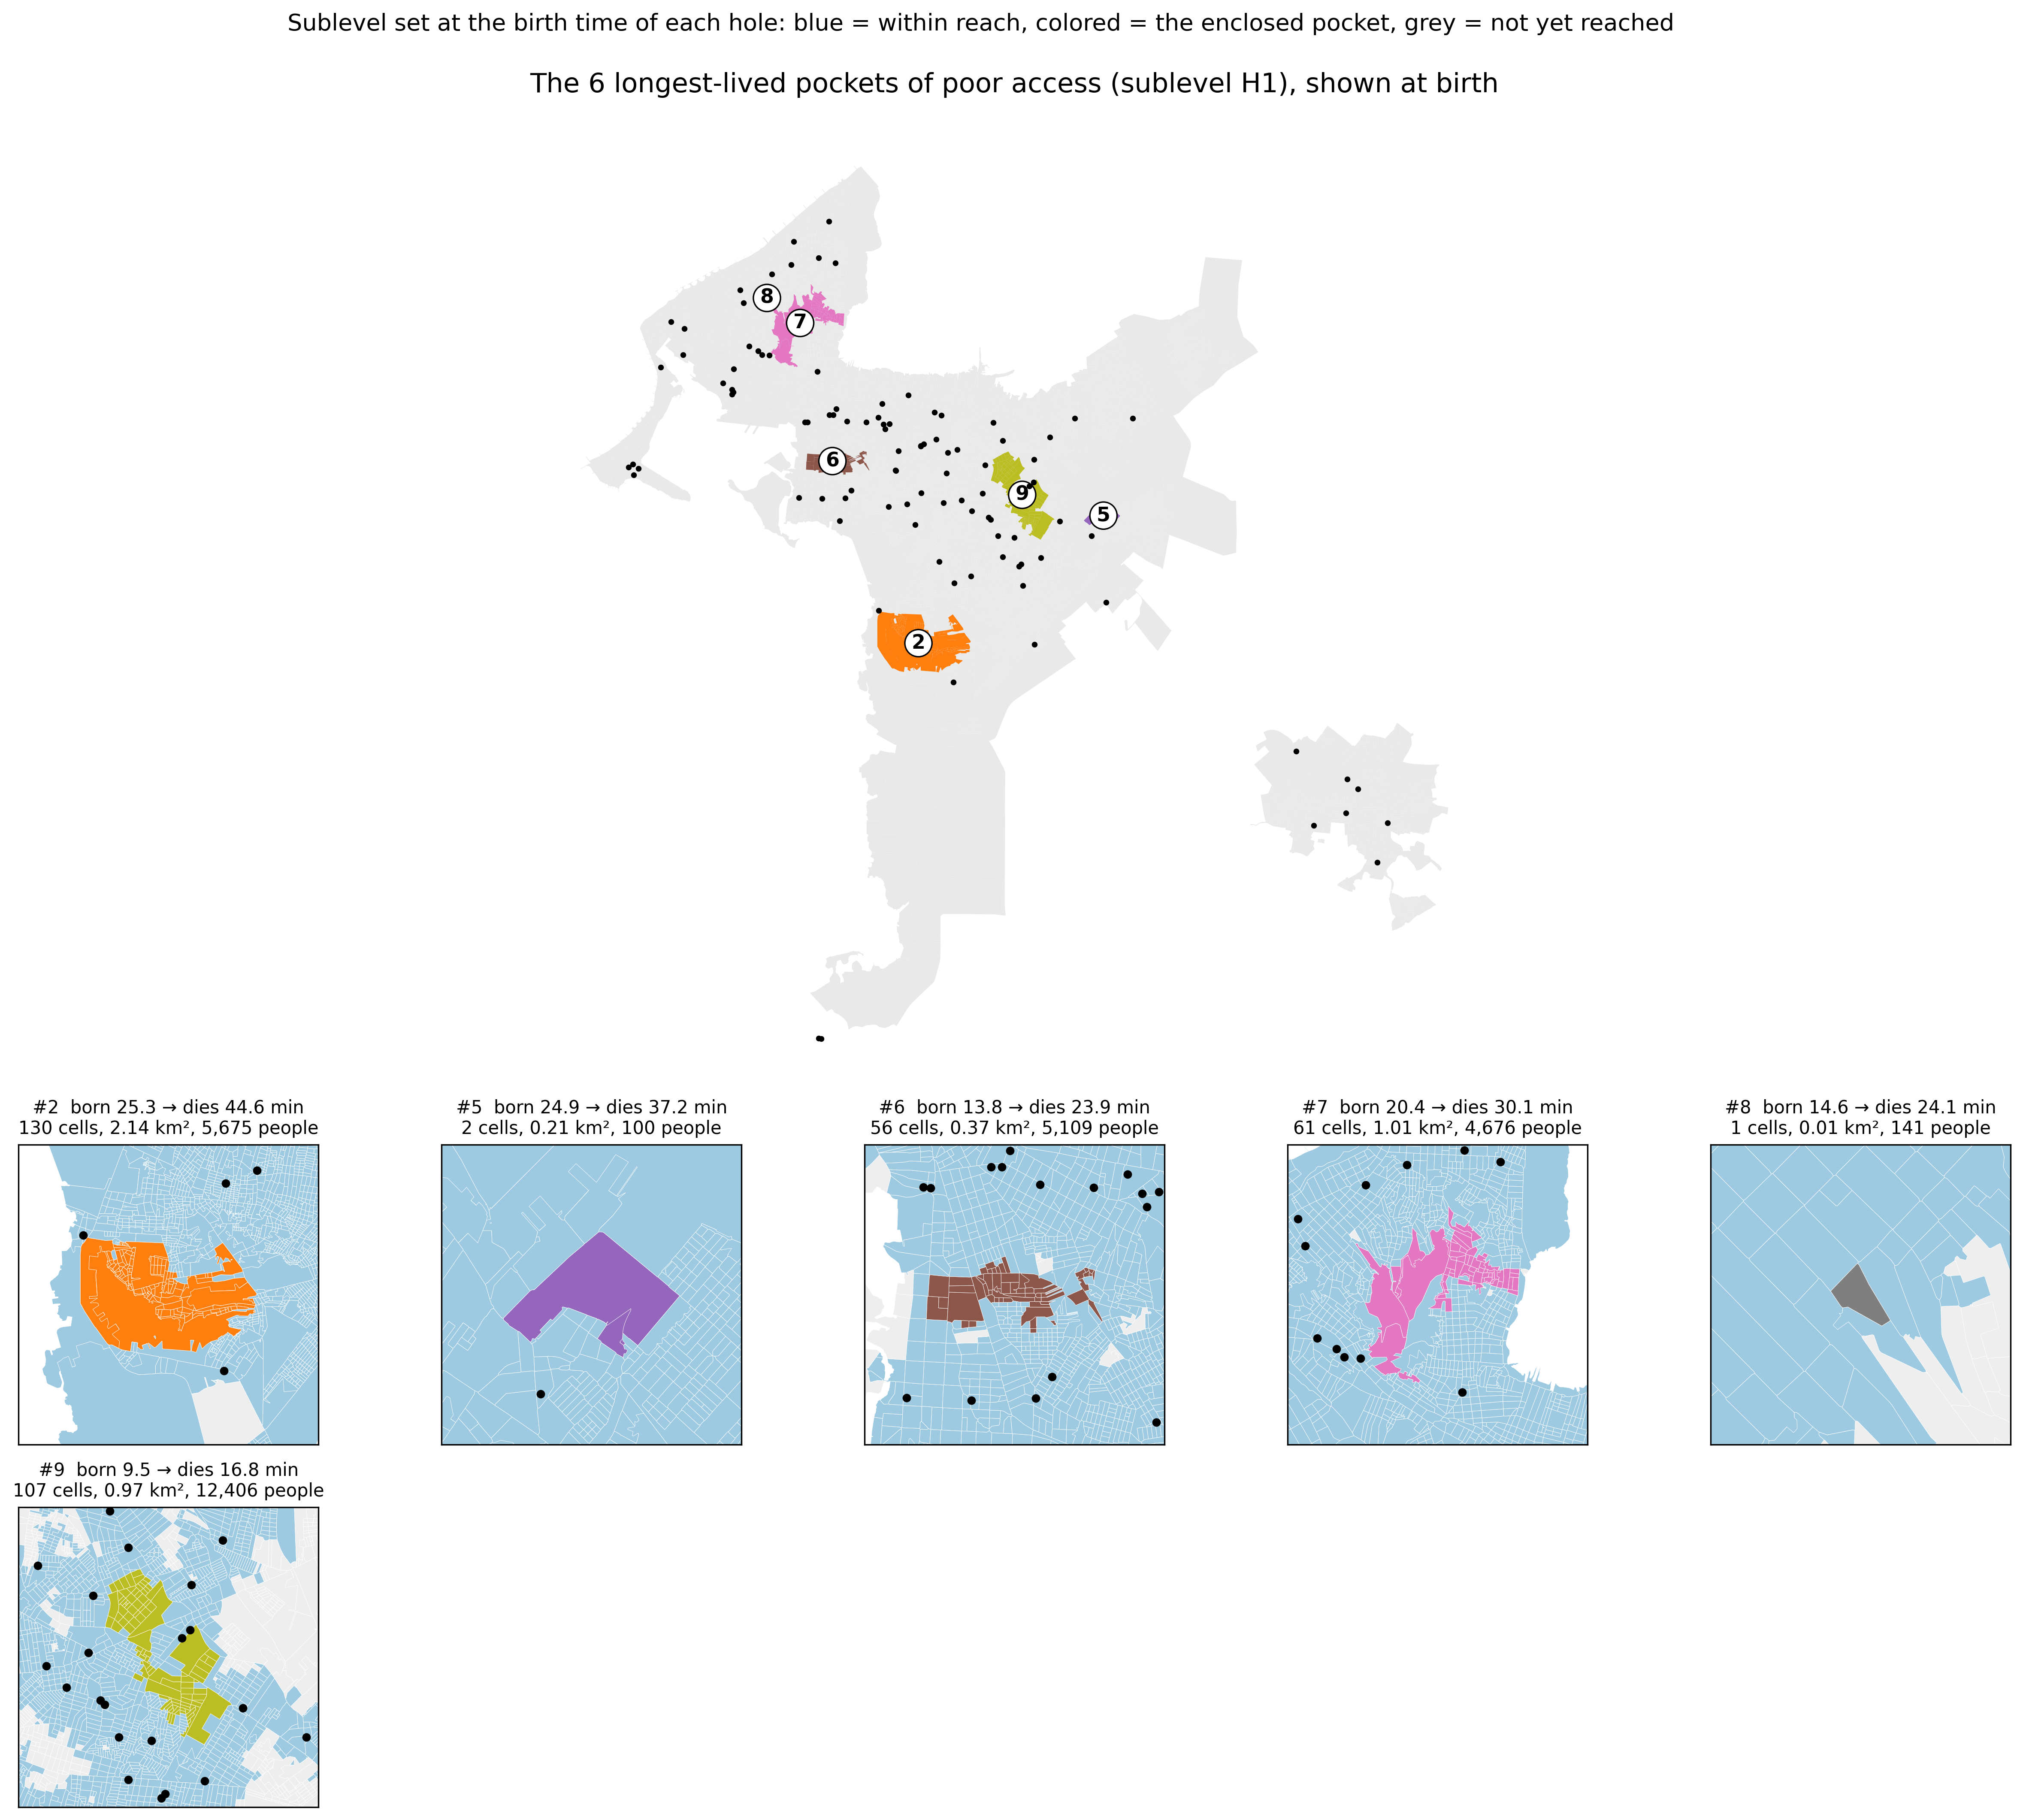 Sublevel set at the birth time of each hole: blue = within reach, colored = the enclosed pocket, grey = not yet reached
The 6 longest-lived pockets of poor access (sublevel H1), shown at birth
8
7
6
9
5
2
#2  born 25.3 → dies 44.6 min
130 cells, 2.14 km², 5,675 people
#5  born 24.9 → dies 37.2 min
2 cells, 0.21 km², 100 people
#6  born 13.8 → dies 23.9 min
56 cells, 0.37 km², 5,109 people
#7  born 20.4 → dies 30.1 min
61 cells, 1.01 km², 4,676 people
#8  born 14.6 → dies 24.1 min
1 cells, 0.01 km², 141 people
#9  born 9.5 → dies 16.8 min
107 cells, 0.97 km², 12,406 people